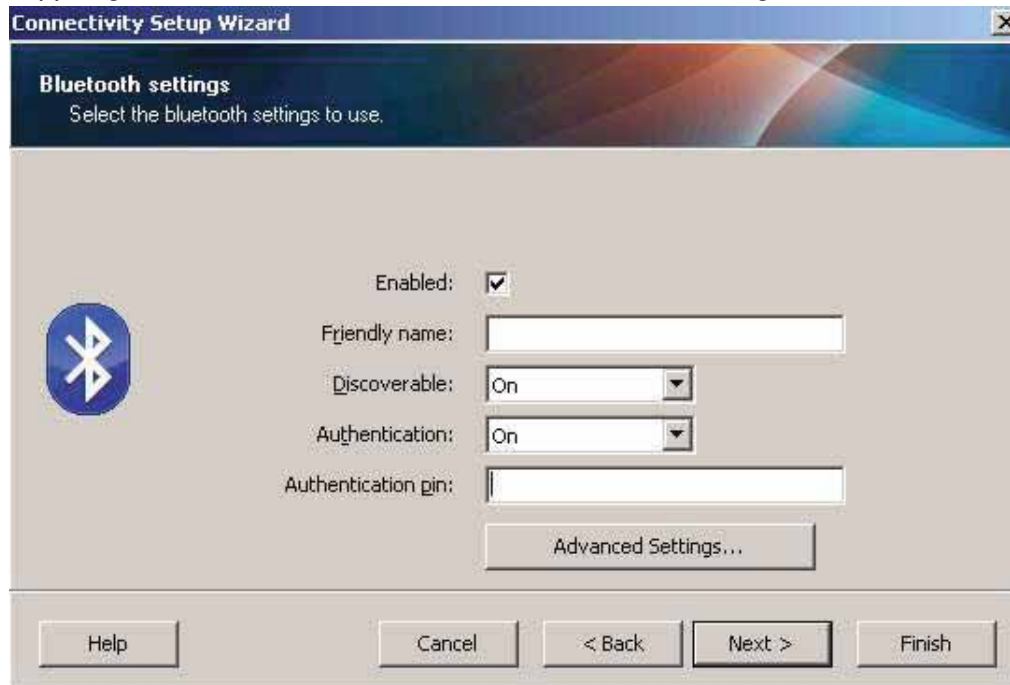 Connectivity Setup Wizard
Bluetooth settings
Select the bluetooth settings to use.
Enabled:
Friendly name:
Discoverable: On
Authentication: On
Authentication pin:
Advanced Settings...
Help Cancel < Back Next > Finish